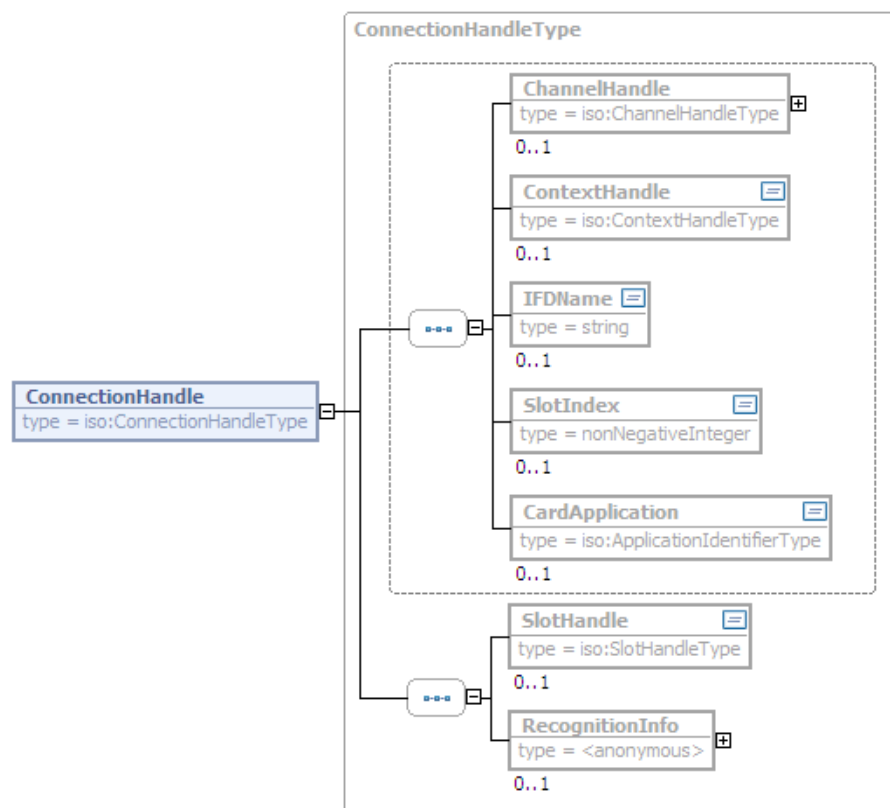 ConnectionHandleType
ChannelHandle
type = iso:ChannelHandleType
0..1
ContextHandle
type = iso:ContextHandleType
0..1
IFDName
type = string
0..1
ConnectionHandle
type = iso:ConnectionHandleType
SlotIndex
type = nonNegativeInteger
0..1
CardApplication
type = iso:ApplicationIdentifierType
0..1
SlotHandle
type = iso:SlotHandleType
0..1
RecognitionInfo
type = <anonymous>
0..1